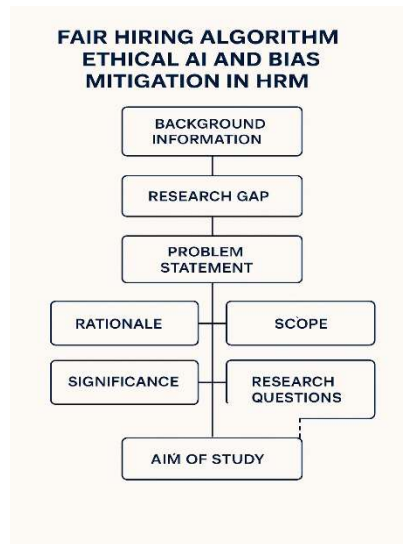 FAIR HIRING ALGORITHM
ETHICAL AI AND BIAS
MITIGATION IN HRM
BACKGROUND
INFORMATION
RESEARCH GAP
PROBLEM
STATEMENT
RATIONALE
SCOPE
SIGNIFICANCE
RESEARCH
QUESTIONS
AIM OF STUDY